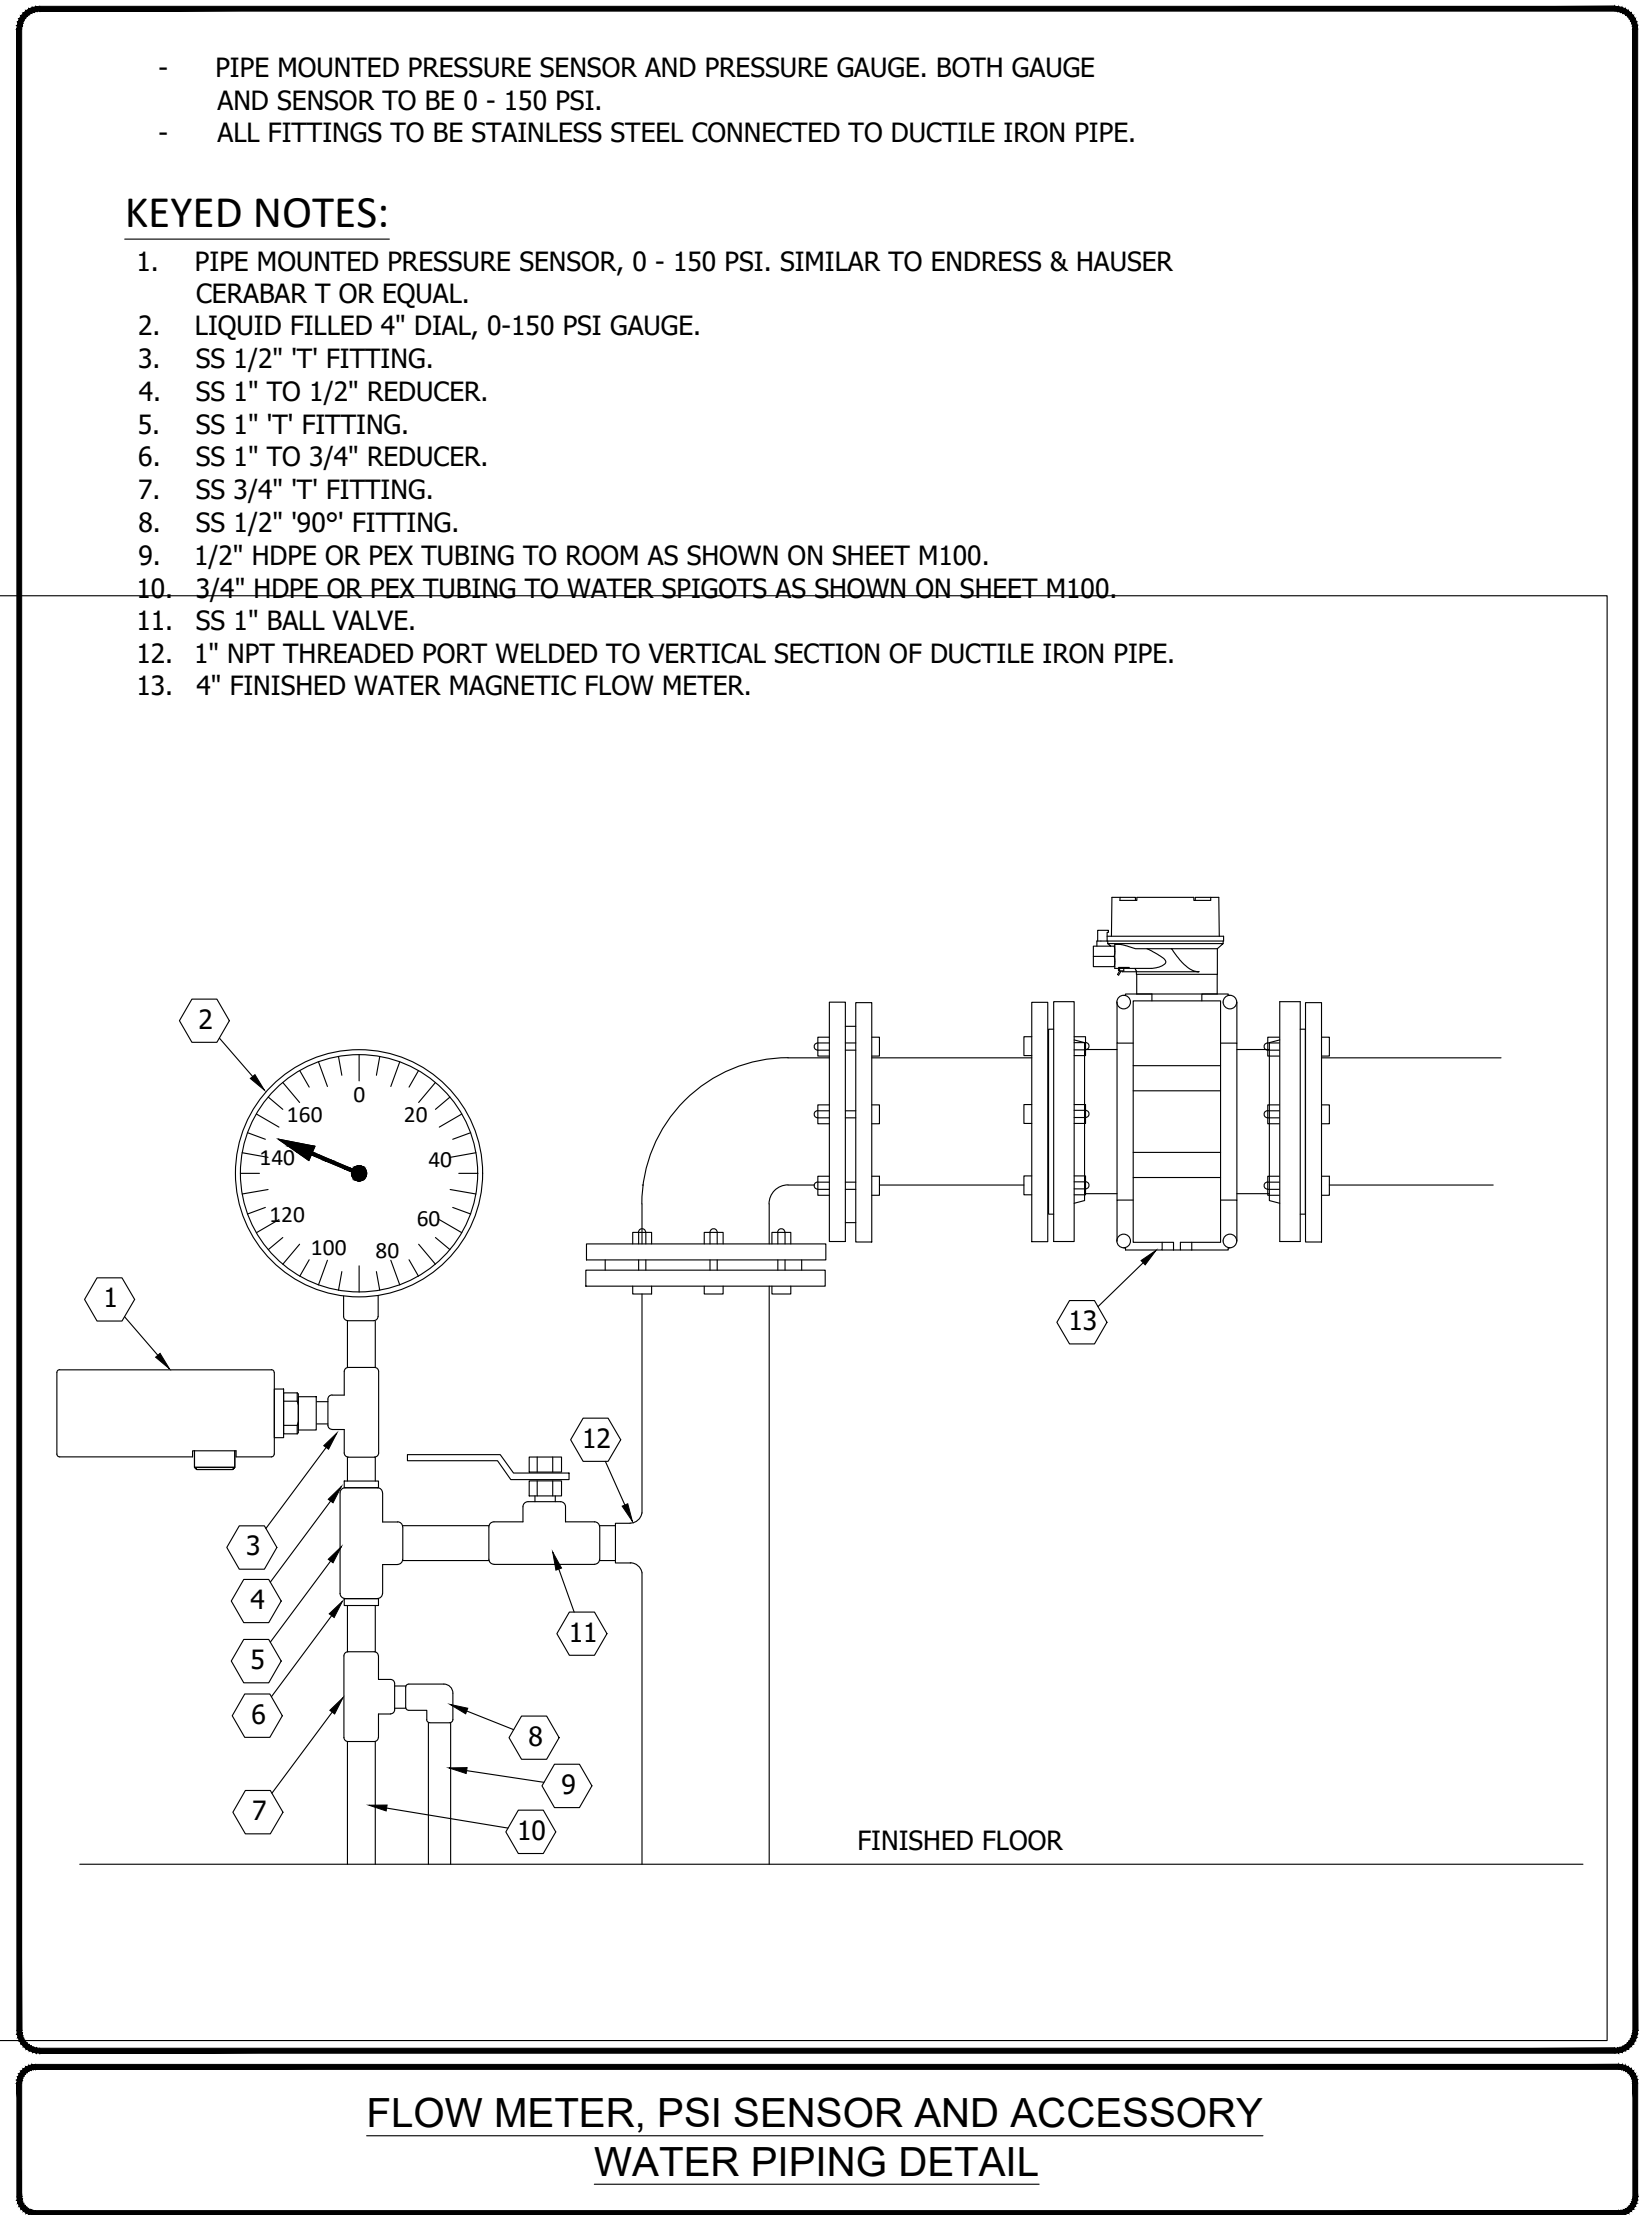 - PIPE MOUNTED PRESSURE SENSOR AND PRESSURE GAUGE. BOTH GAUGE
AND SENSOR TO BE 0 - 150 PSI.
- ALL FITTINGS TO BE STAINLESS STEEL CONNECTED TO DUCTILE IRON PIPE.
KEYED NOTES:
1. PIPE MOUNTED PRESSURE SENSOR, 0 - 150 PSI. SIMILAR TO ENDRESS & HAUSER
CERABAR T OR EQUAL.
2. LIQUID FILLED 4" DIAL, 0-150 PSI GAUGE.
3. SS 1/2" 'T' FITTING.
4. SS 1" TO 1/2" REDUCER.
5. SS 1" 'T' FITTING.
6. SS 1" TO 3/4" REDUCER.
7. SS 3/4" 'T' FITTING.
8. SS 1/2" '90°' FITTING.
9. 1/2" HDPE OR PEX TUBING TO ROOM AS SHOWN ON SHEET M100.
10. 3/4" HDPE OR PEX TUBING TO WATER SPIGOTS AS SHOWN ON SHEET M100.
11. SS 1" BALL VALVE.
12. 1" NPT THREADED PORT WELDED TO VERTICAL SECTION OF DUCTILE IRON PIPE.
13. 4" FINISHED WATER MAGNETIC FLOW METER.
2
0
160
20
140
40
120
60
100
80
1
13
12
3
4
11
5
6
8
9
7
10
FINISHED FLOOR
FLOW METER, PSI SENSOR AND ACCESSORY
WATER PIPING DETAIL